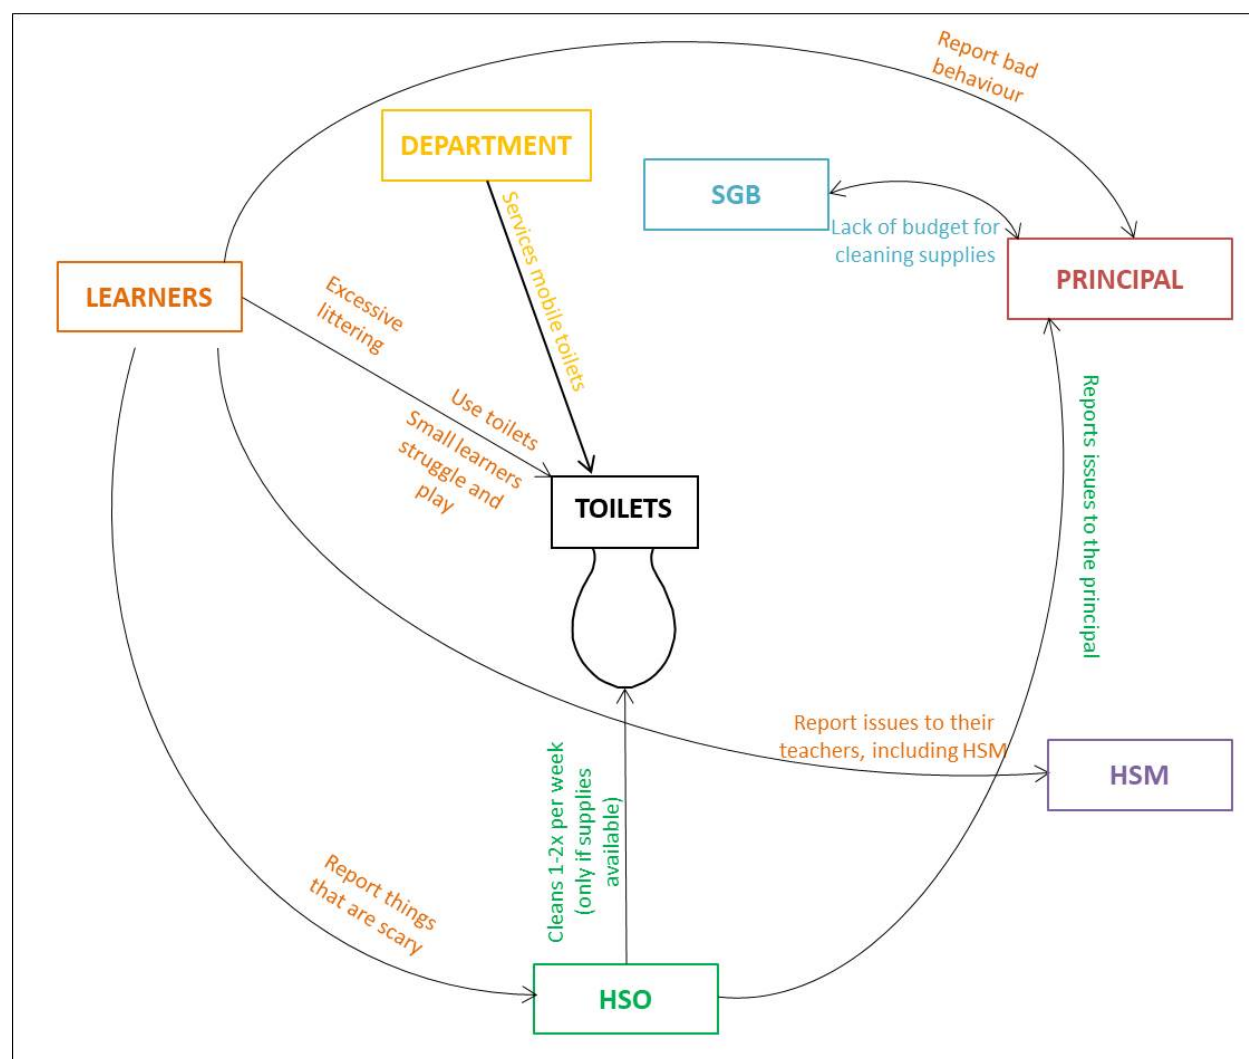 Report bad
behaviour
DEPARTMENT
SGB
Services mobile toilets
Lack of budget for
cleaning supplies
PRINCIPAL
LEARNERS
Excessive
littering
Use toilets
Small learners
struggle and
play
TOILETS
Reports issues to the principal
Report issues to their
teachers, including HSM
HSM
Cleans 1-2x per week
(only if supplies
available)
Report things
that are scary
HSO